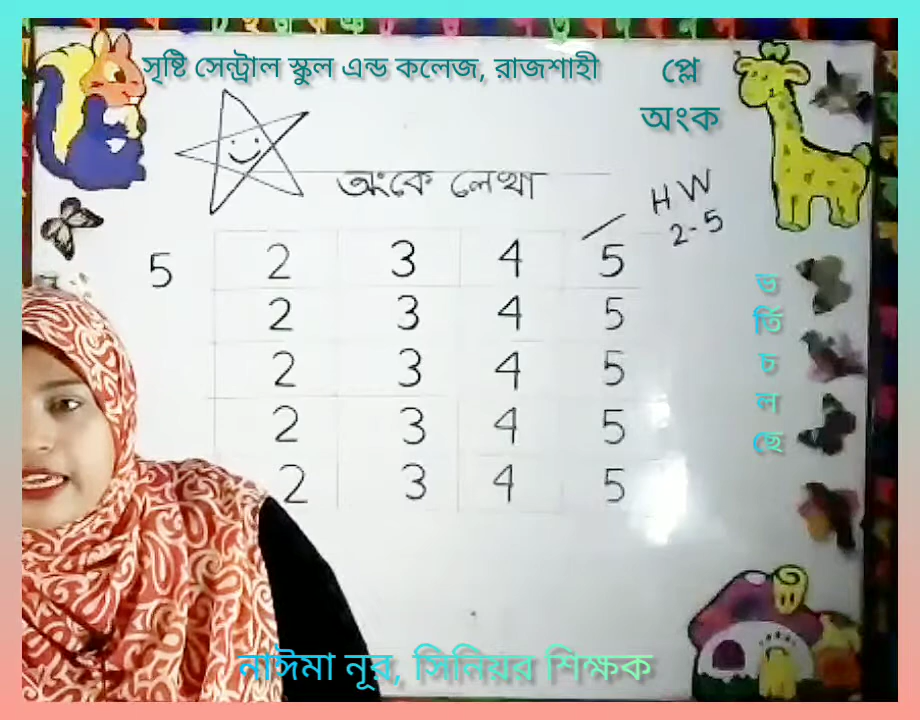 সৃষ্টি সেন্ট্রাল স্কুল এন্ড কলেজ, রাজশাহী
প্লে
অংক
অংকে লেখা
HW
2-5
5 2 3 4 5
2 3 4 5
2 3 4 5
2 3 4 5
2 3 4 5
ভ
র্তি
চ
ল
ছে
নাঈমা নূর, সিনিয়র শিক্ষক